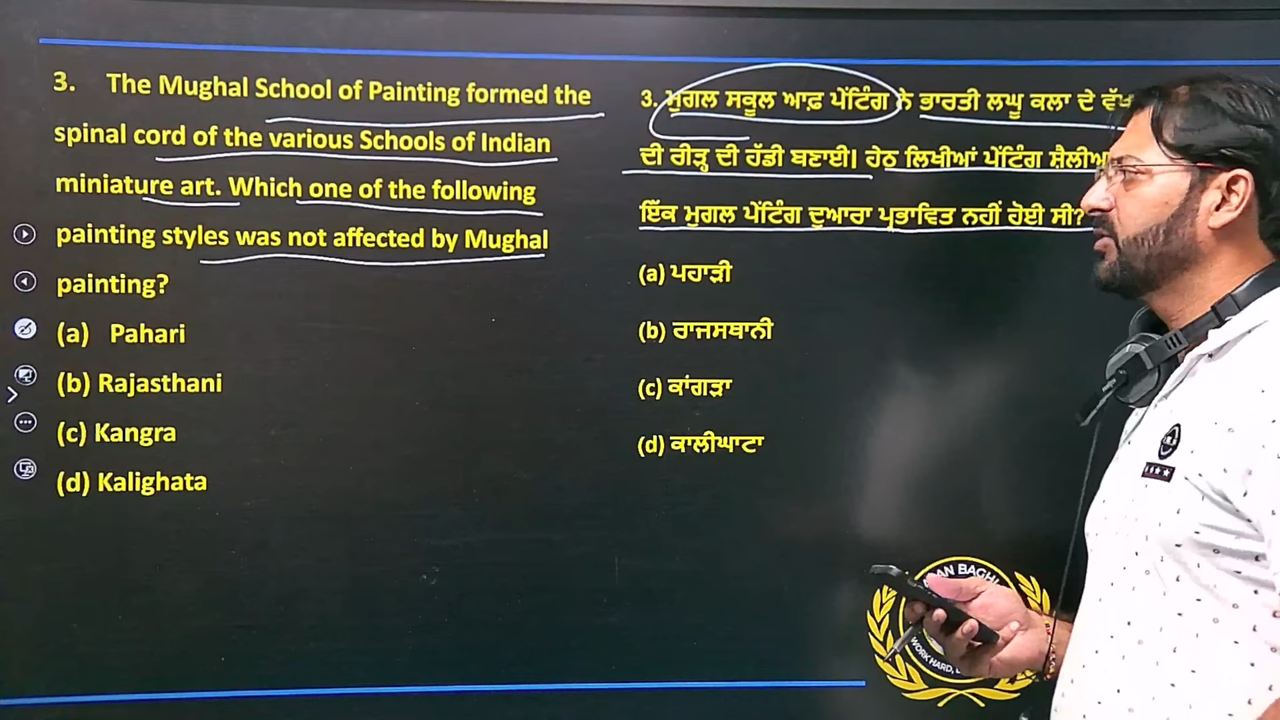 3. The Mughal School of Painting formed the
spinal cord of the various Schools of Indian
miniature art. Which one of the following
painting styles was not affected by Mughal
painting?
(a) Pahari
(b) Rajasthani
(c) Kangra
(d) Kalighata
3. ਮੁਗਲ ਸਕੂਲ ਆਫ਼ ਪੇਂਟਿੰਗ ਨੇ ਭਾਰਤੀ ਲਘੂ ਕਲਾ ਦੇ
ਦੀ ਰੀੜ੍ਹ ਦੀ ਹੱਡੀ ਬਣਾਈ। ਹੇਠ ਲਿਖੀਆਂ ਪੇਂਟਿੰਗ
ਇੱਕ ਮੁਗਲ ਪੇਂਟਿੰਗ ਦੁਆਰਾ ਪ੍ਰਭਾਵਿਤ ਨਹੀਂ ਹੋਈ ਸੀ?
(a) ਪਹਾੜੀ
(b) ਰਾਜਸਥਾਨੀ
(c) ਕਾਂਗੜਾ
(d) ਕਾਲੀਘਾਟਾ
WORK HARD,